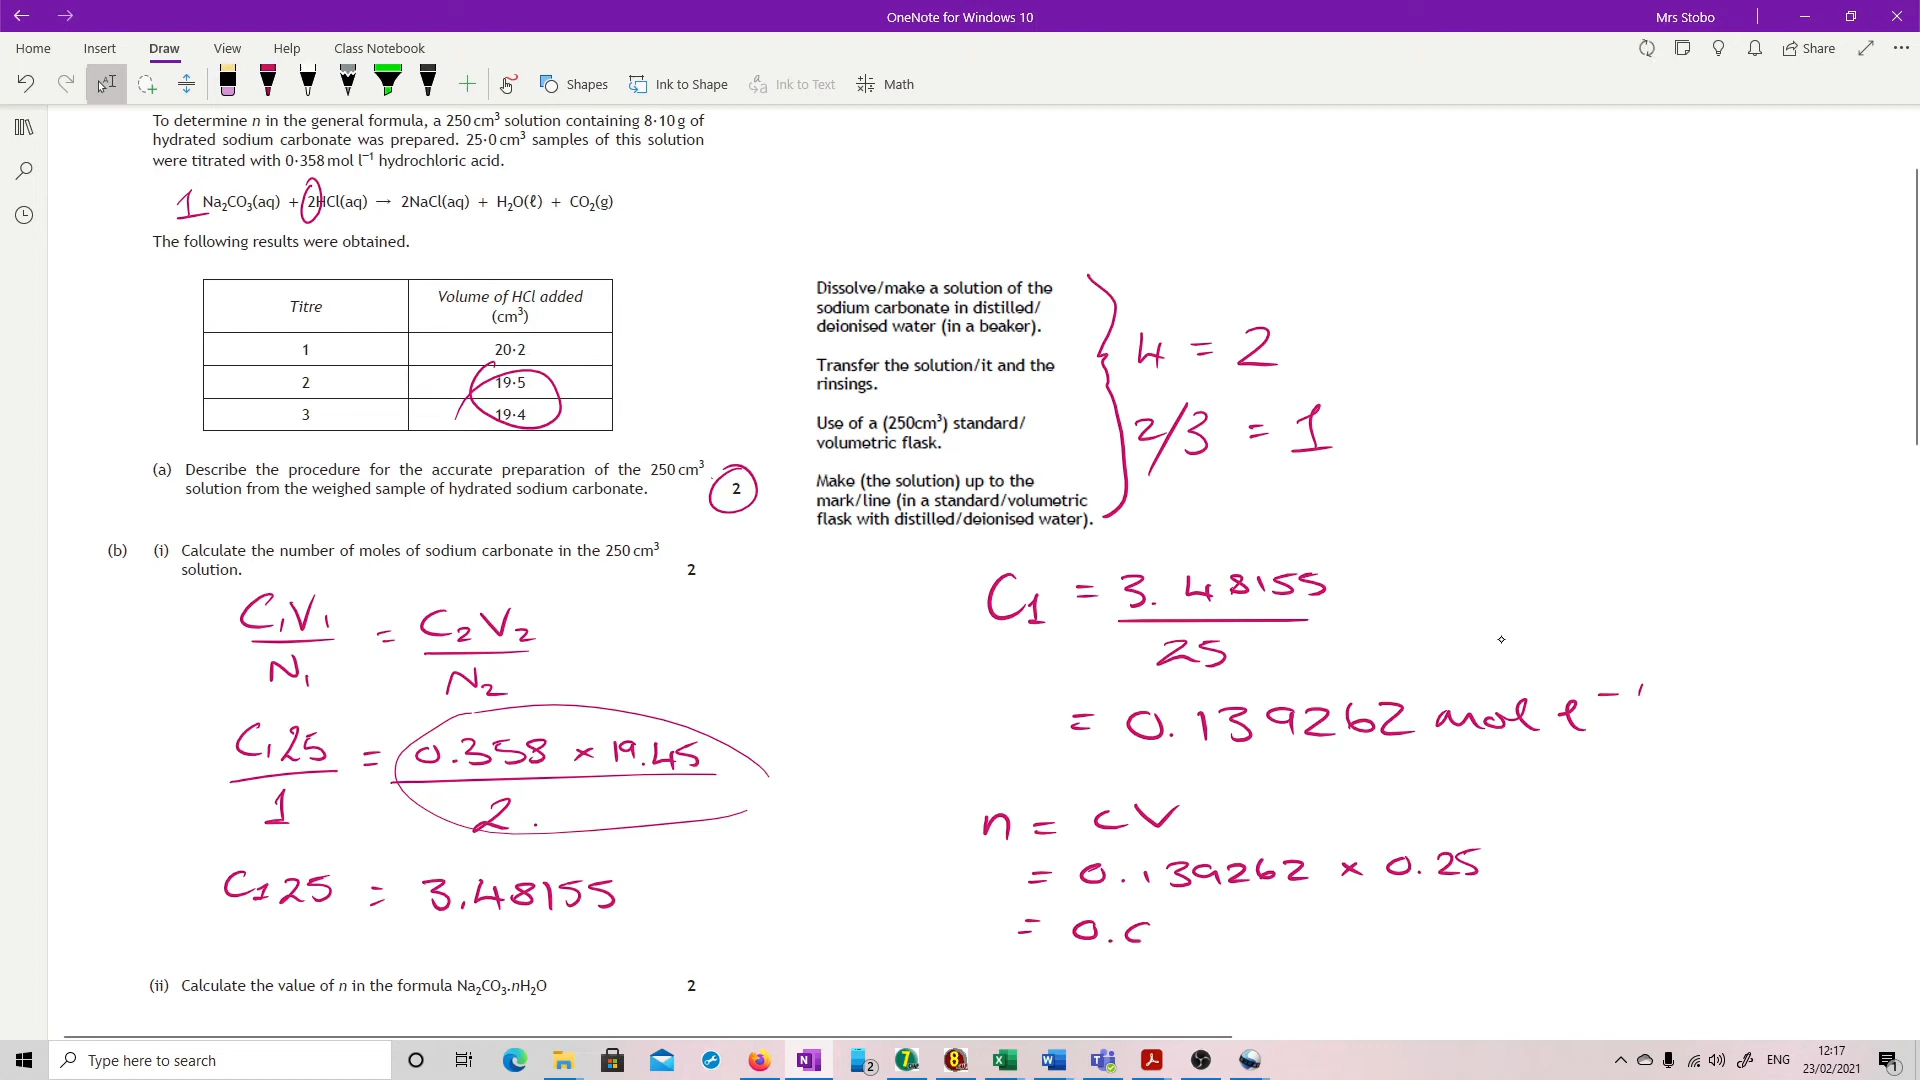 OneNote for Windows 10
Mrs Stobo
Home Insert Draw View Help Class Notebook
Share
Shapes Ink to Shape Ink to Text Math
To determine n in the general formula, a 250 cm³ solution containing 8·10 g of
hydrated sodium carbonate was prepared. 25·0 cm³ samples of this solution
were titrated with 0·358 mol l⁻¹ hydrochloric acid.
1 Na₂CO₃(aq) + 2HCl(aq) → 2NaCl(aq) + H₂O(ℓ) + CO₂(g)
The following results were obtained.
Titre
Volume of HCl added
(cm³)
1 20·2
2 19·5
3 19·4
(a) Describe the procedure for the accurate preparation of the 250 cm³
solution from the weighed sample of hydrated sodium carbonate. 2
Dissolve/make a solution of the
sodium carbonate in distilled/
deionised water (in a beaker).
Transfer the solution/it and the
rinsings.
Use of a (250cm³) standard/
volumetric flask.
Make (the solution) up to the
mark/line (in a standard/volumetric
flask with distilled/deionised water).
4 = 2
2/3 = 1
(b) (i) Calculate the number of moles of sodium carbonate in the 250 cm³
solution. 2
C₁V₁ = C₂V₂
N₁ N₂
C₁25 = 0.358 × 19.45
1 2.
C₁25 = 3.48155
C₁ = 3.48155
25
= 0.139262 mol l⁻¹
n = cV
= 0.139262 × 0.25
= 0.c
(ii) Calculate the value of n in the formula Na₂CO₃.nH₂O 2
Type here to search
ENG
12:17
23/02/2021